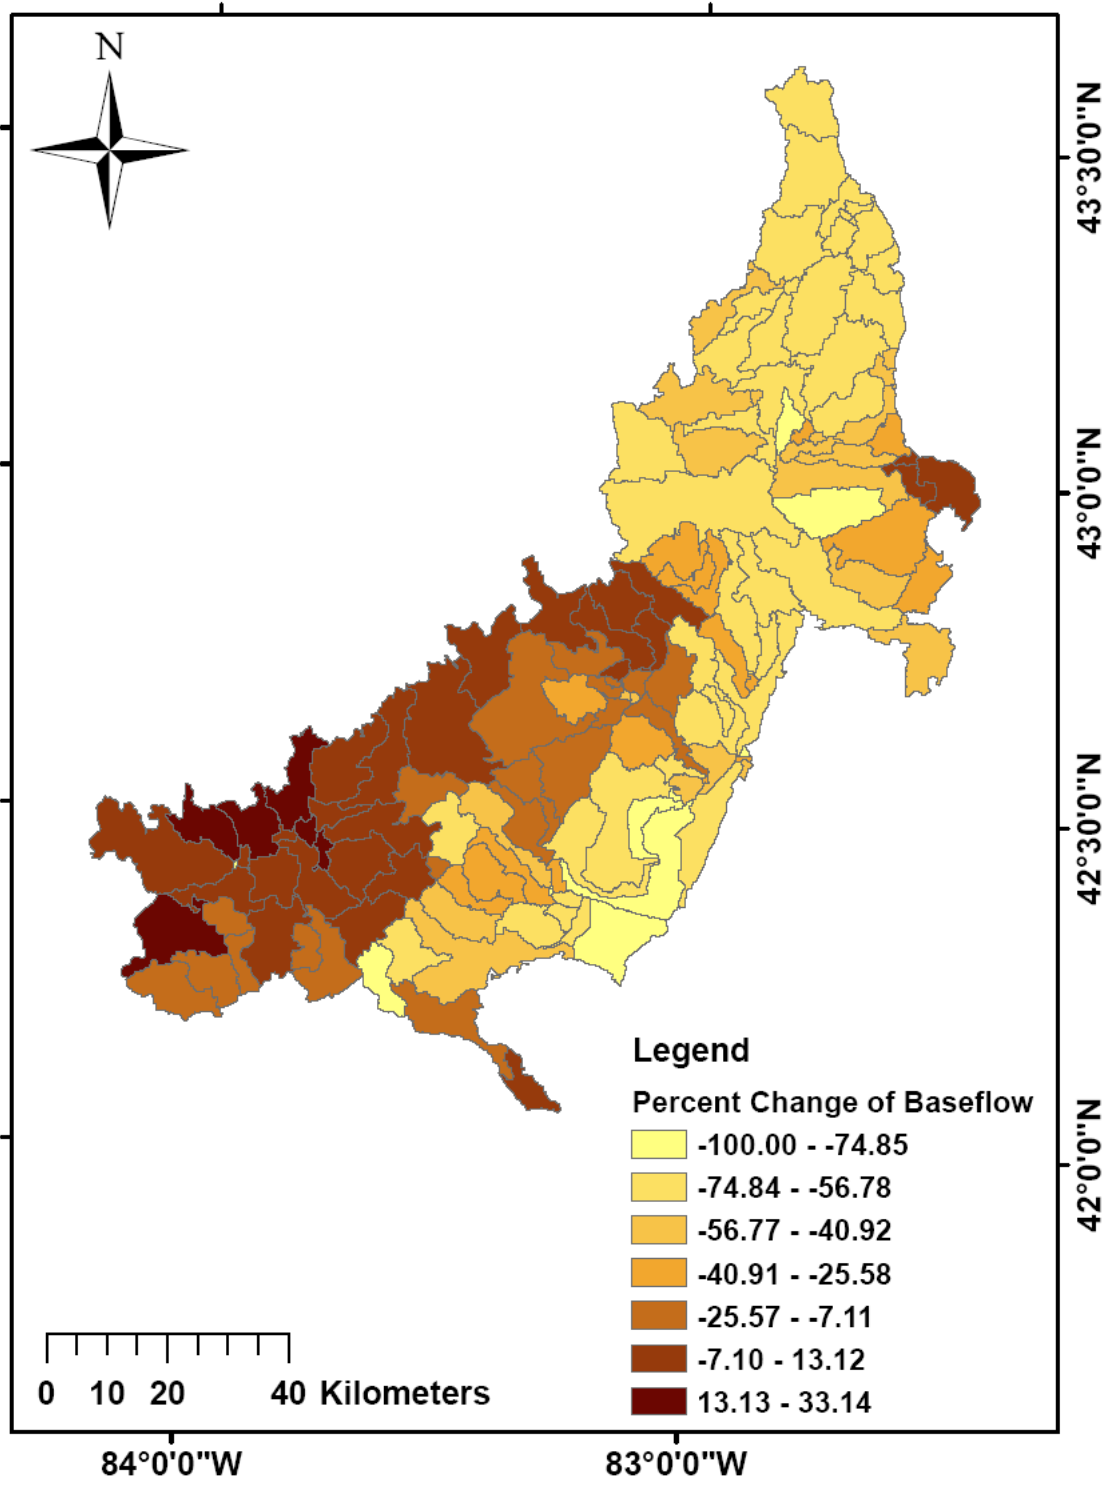 N
43°30'0"N
43°0'0"N
42°30'0"N
42°0'0"N
Legend
Percent Change of Baseflow
-100.00 - -74.85
-74.84 - -56.78
-56.77 - -40.92
-40.91 - -25.58
-25.57 - -7.11
-7.10 - 13.12
13.13 - 33.14
0 10 20 40 Kilometers
84°0'0"W 83°0'0"W